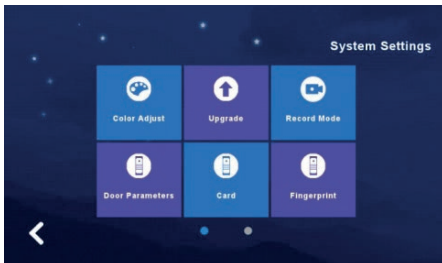 System Settings
Color Adjust
Upgrade
Record Mode
Door Parameters
Card
Fingerprint